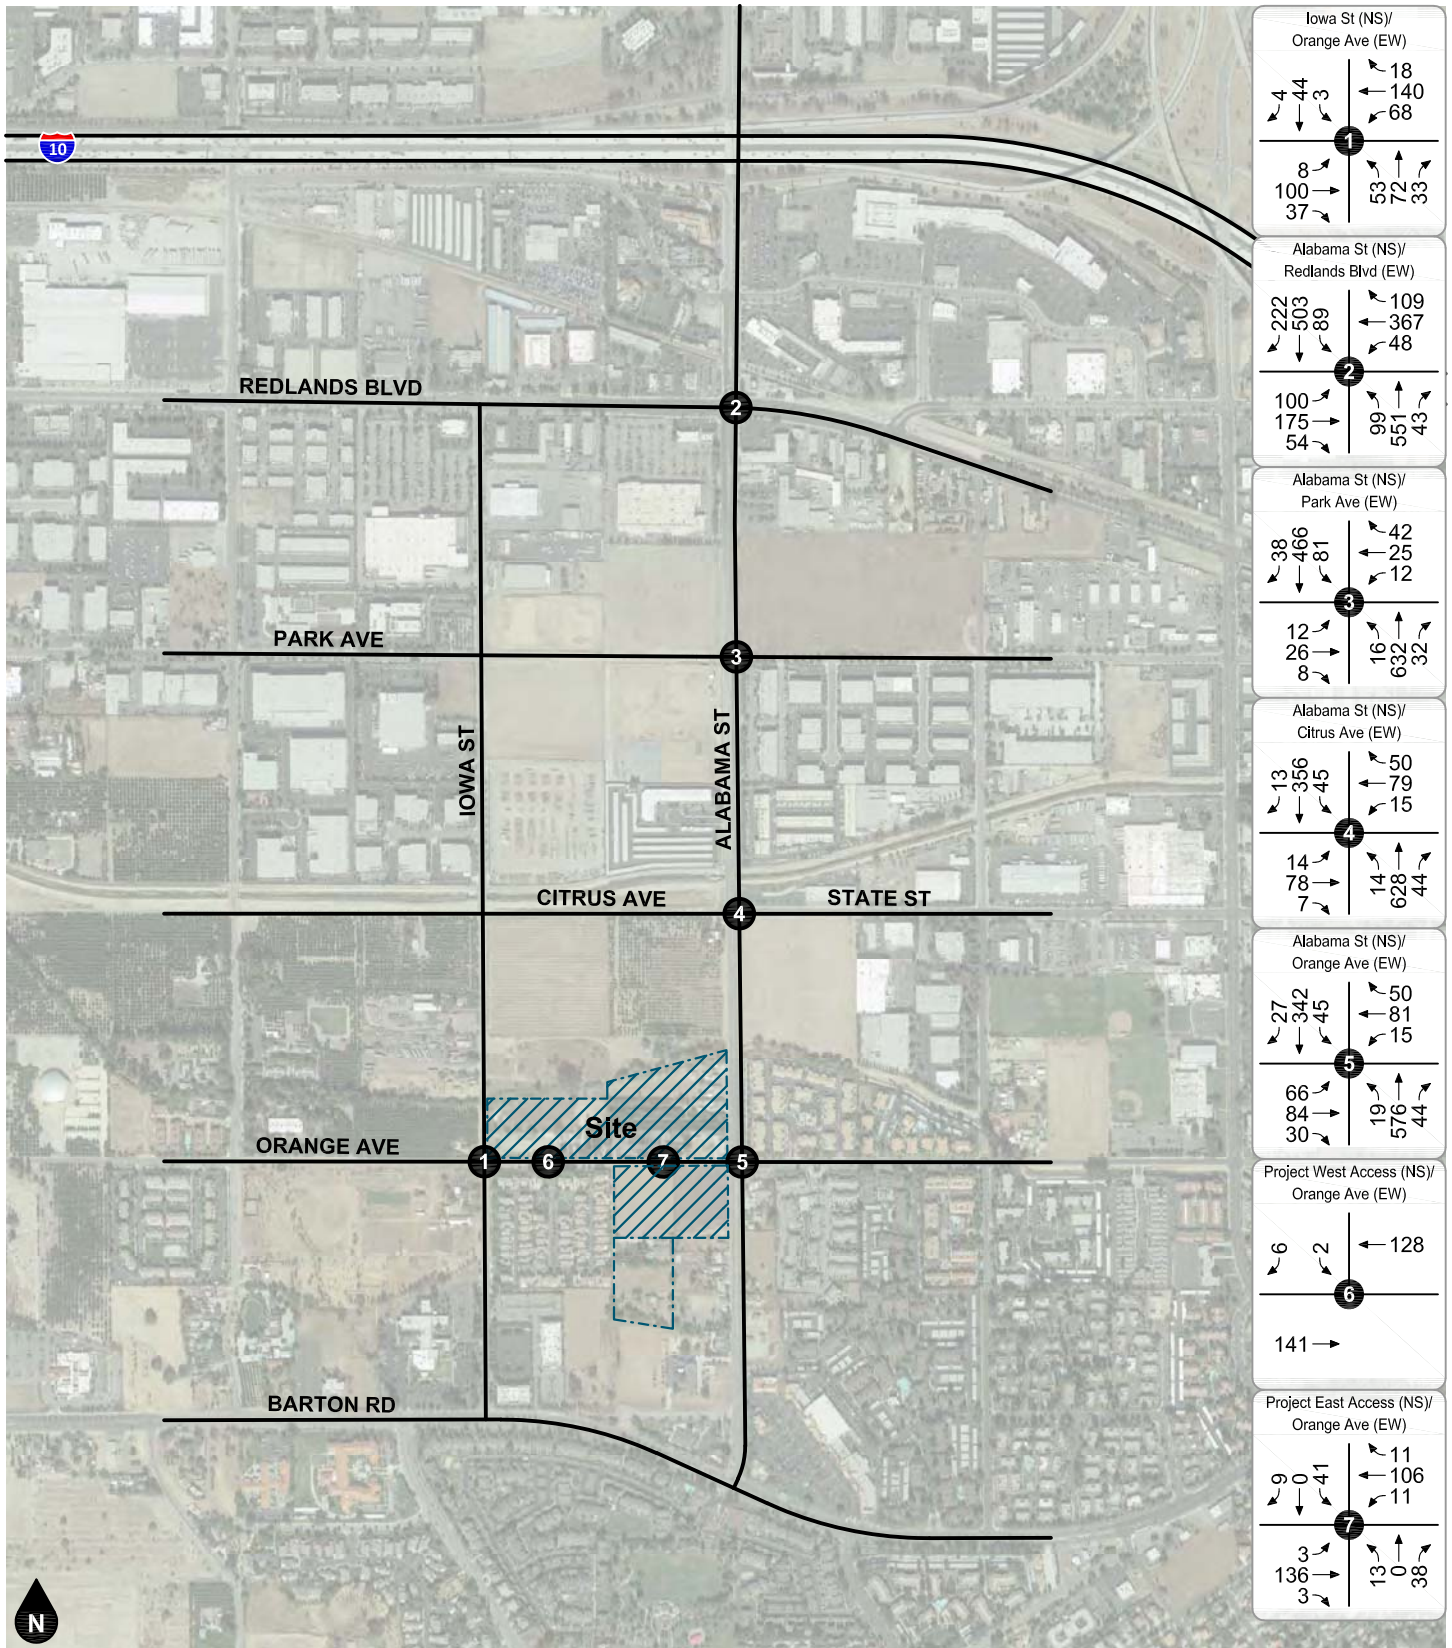 10
REDLANDS BLVD
2
PARK AVE
3
IOWA ST
ALABAMA ST
CITRUS AVE
4
STATE ST
Site
ORANGE AVE
1
6
7
5
BARTON RD
N
Iowa St (NS)/
Orange Ave (EW)
4 44 3
18
140
68
1
8
100
37
53 72 33
Alabama St (NS)/
Redlands Blvd (EW)
222 503 89
109
367
48
2
100
175
54
99 551 43
Alabama St (NS)/
Park Ave (EW)
38 466 81
42
25
12
3
12
26
8
16 632 32
Alabama St (NS)/
Citrus Ave (EW)
13 356 45
50
79
15
4
14
78
7
14 628 44
Alabama St (NS)/
Orange Ave (EW)
27 342 45
50
81
15
5
66
84
30
19 576 44
Project West Access (NS)/
Orange Ave (EW)
6 2
128
6
141
Project East Access (NS)/
Orange Ave (EW)
9 0 41
11
106
11
7
3
136
3
13 0 38